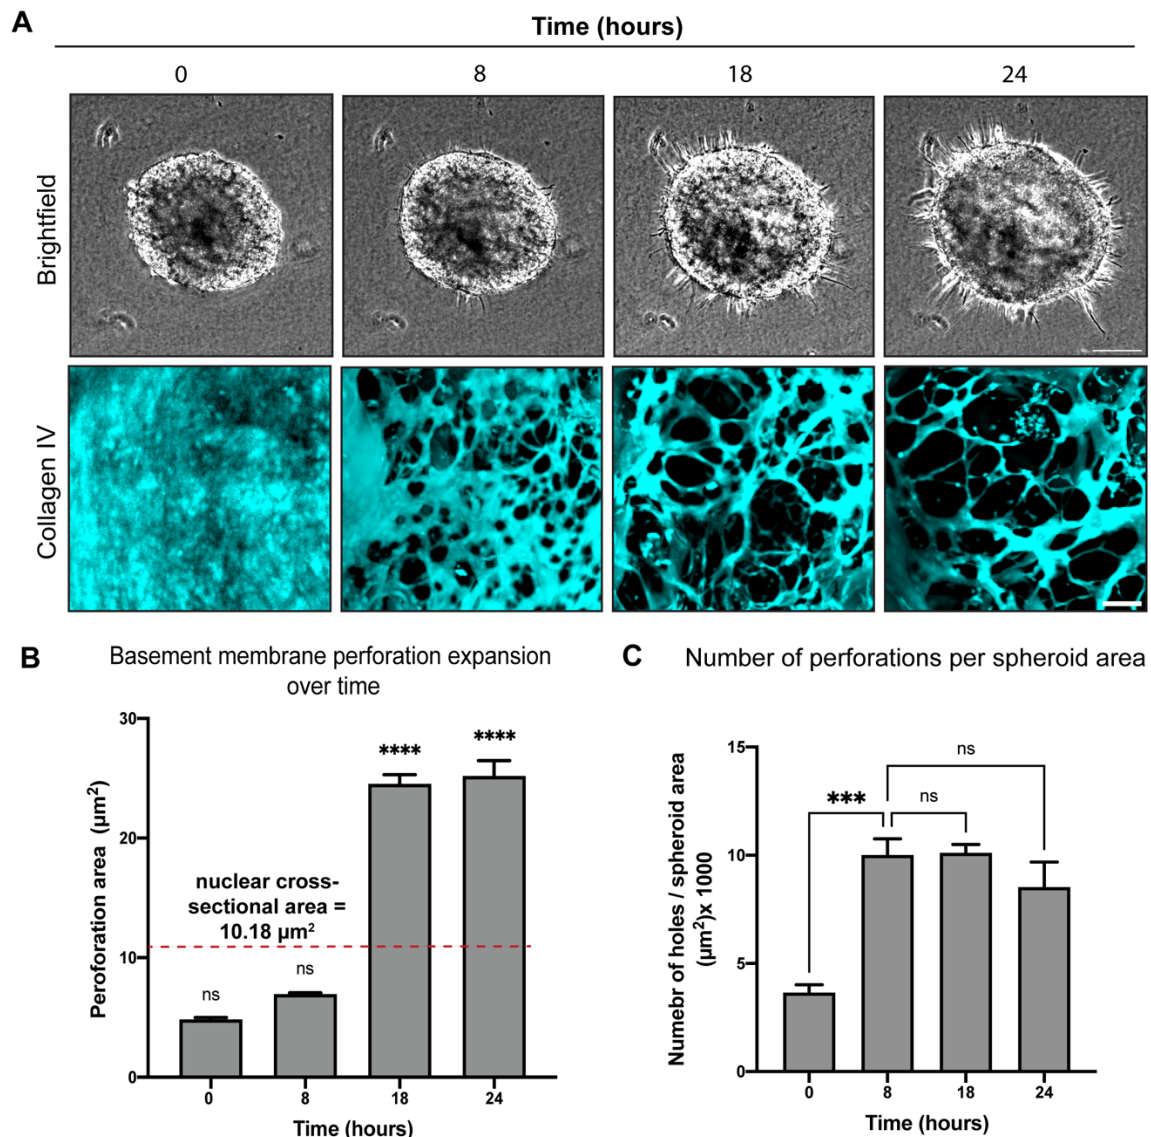 A
Time (hours)
0
8
18
24
Brightfield
Collagen IV
B
Basement membrane perforation expansion
over time
Peroforation area (µm²)
30
20
10
0
nuclear cross-
sectional area =
10.18 µm²
ns
ns
****
****
0
8
18
24
Time (hours)
C
Number of perforations per spheroid area
Numebr of holes / spheroid area
(µm²)x 1000
15
10
5
0
***
ns
ns
0
8
18
24
Time (hours)